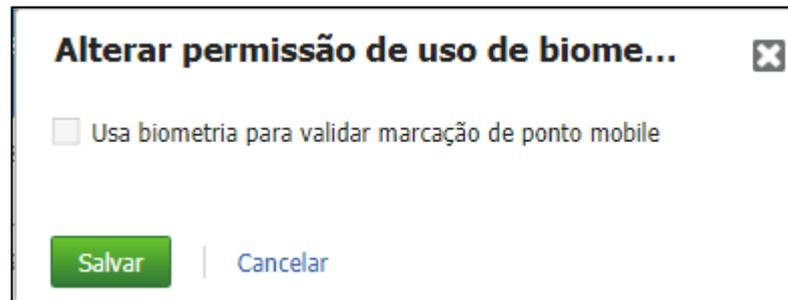 Alterar permissão de uso de biome...
Usa biometria para validar marcação de ponto mobile
Salvar
Cancelar